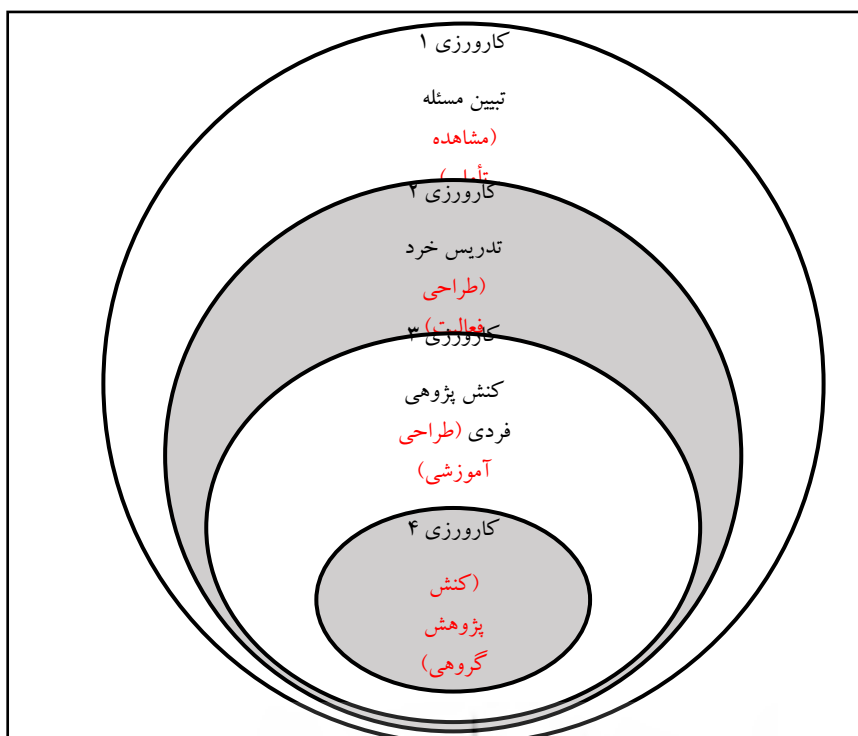 کارورزی ۱
تبیین مسئله
(مشاهده
کارورزی ۲
تدریس خرد
(طراحی
فعالیت)
کارورزی ۳
کنش پژوهی
فردی (طراحی
آموزشی)
کارورزی ۴
(کنش
پژوهش
گروهی)